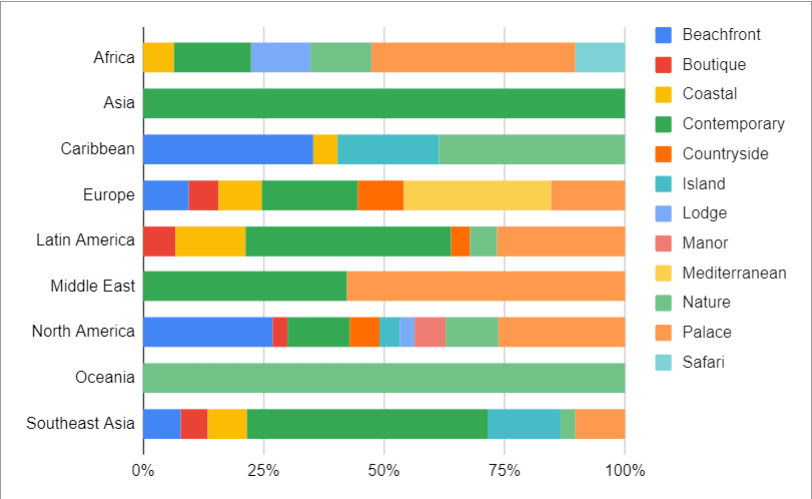 Africa
Asia
Caribbean
Europe
Latin America
Middle East
North America
Oceania
Southeast Asia
0%
25%
50%
75%
100%
Beachfront
Boutique
Coastal
Contemporary
Countryside
Island
Lodge
Manor
Mediterranean
Nature
Palace
Safari